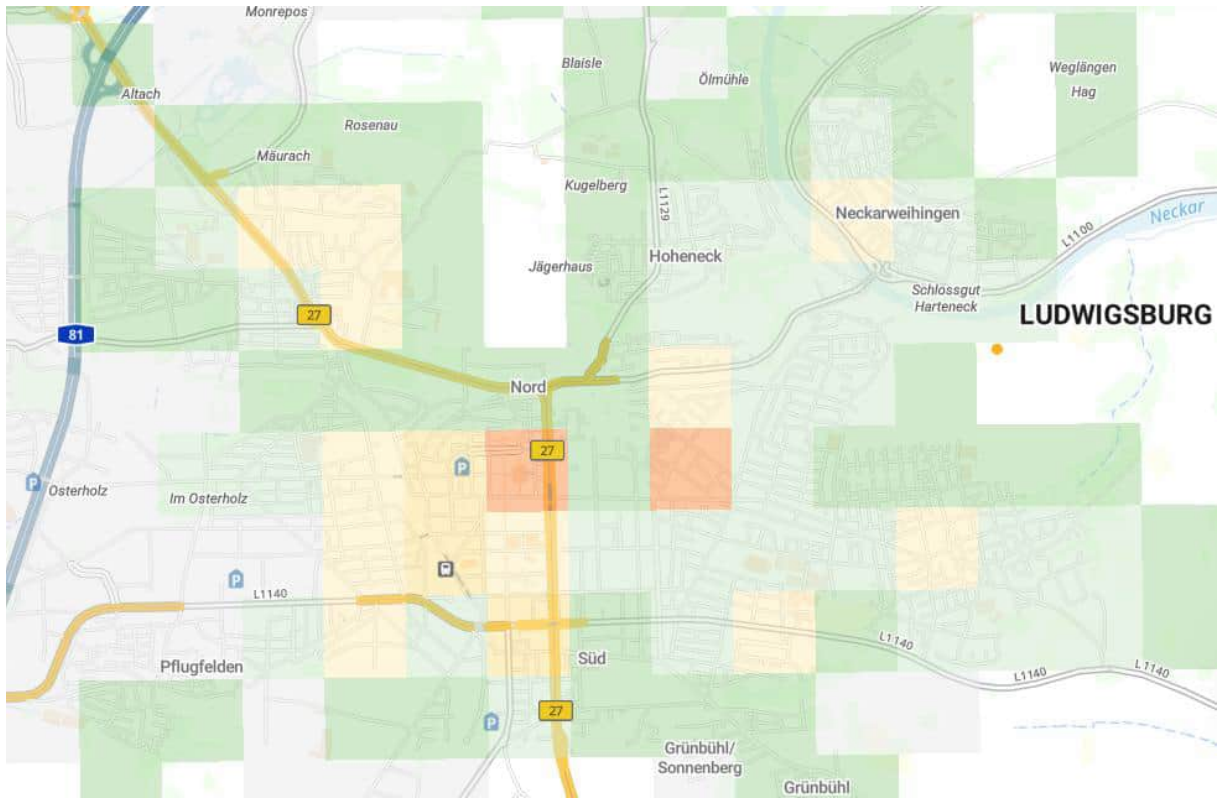 Monrepos
Blaisle
Ölmühle
Weglängen
Hag
Altach
Rosenau
Mäurach
Kugelberg
L1129
Neckarweihingen
Neckar
L1100
Hoheneck
Jägerhaus
Schlossgut
Harteneck
27
81
LUDWIGSBURG
Nord
27
P
P
Osterholz
Im Osterholz
P
L1140
L1140
Süd
Pflugfelden
L1140
L1140
27
P
Grünbühl/
Sonnenberg
Grünbühl